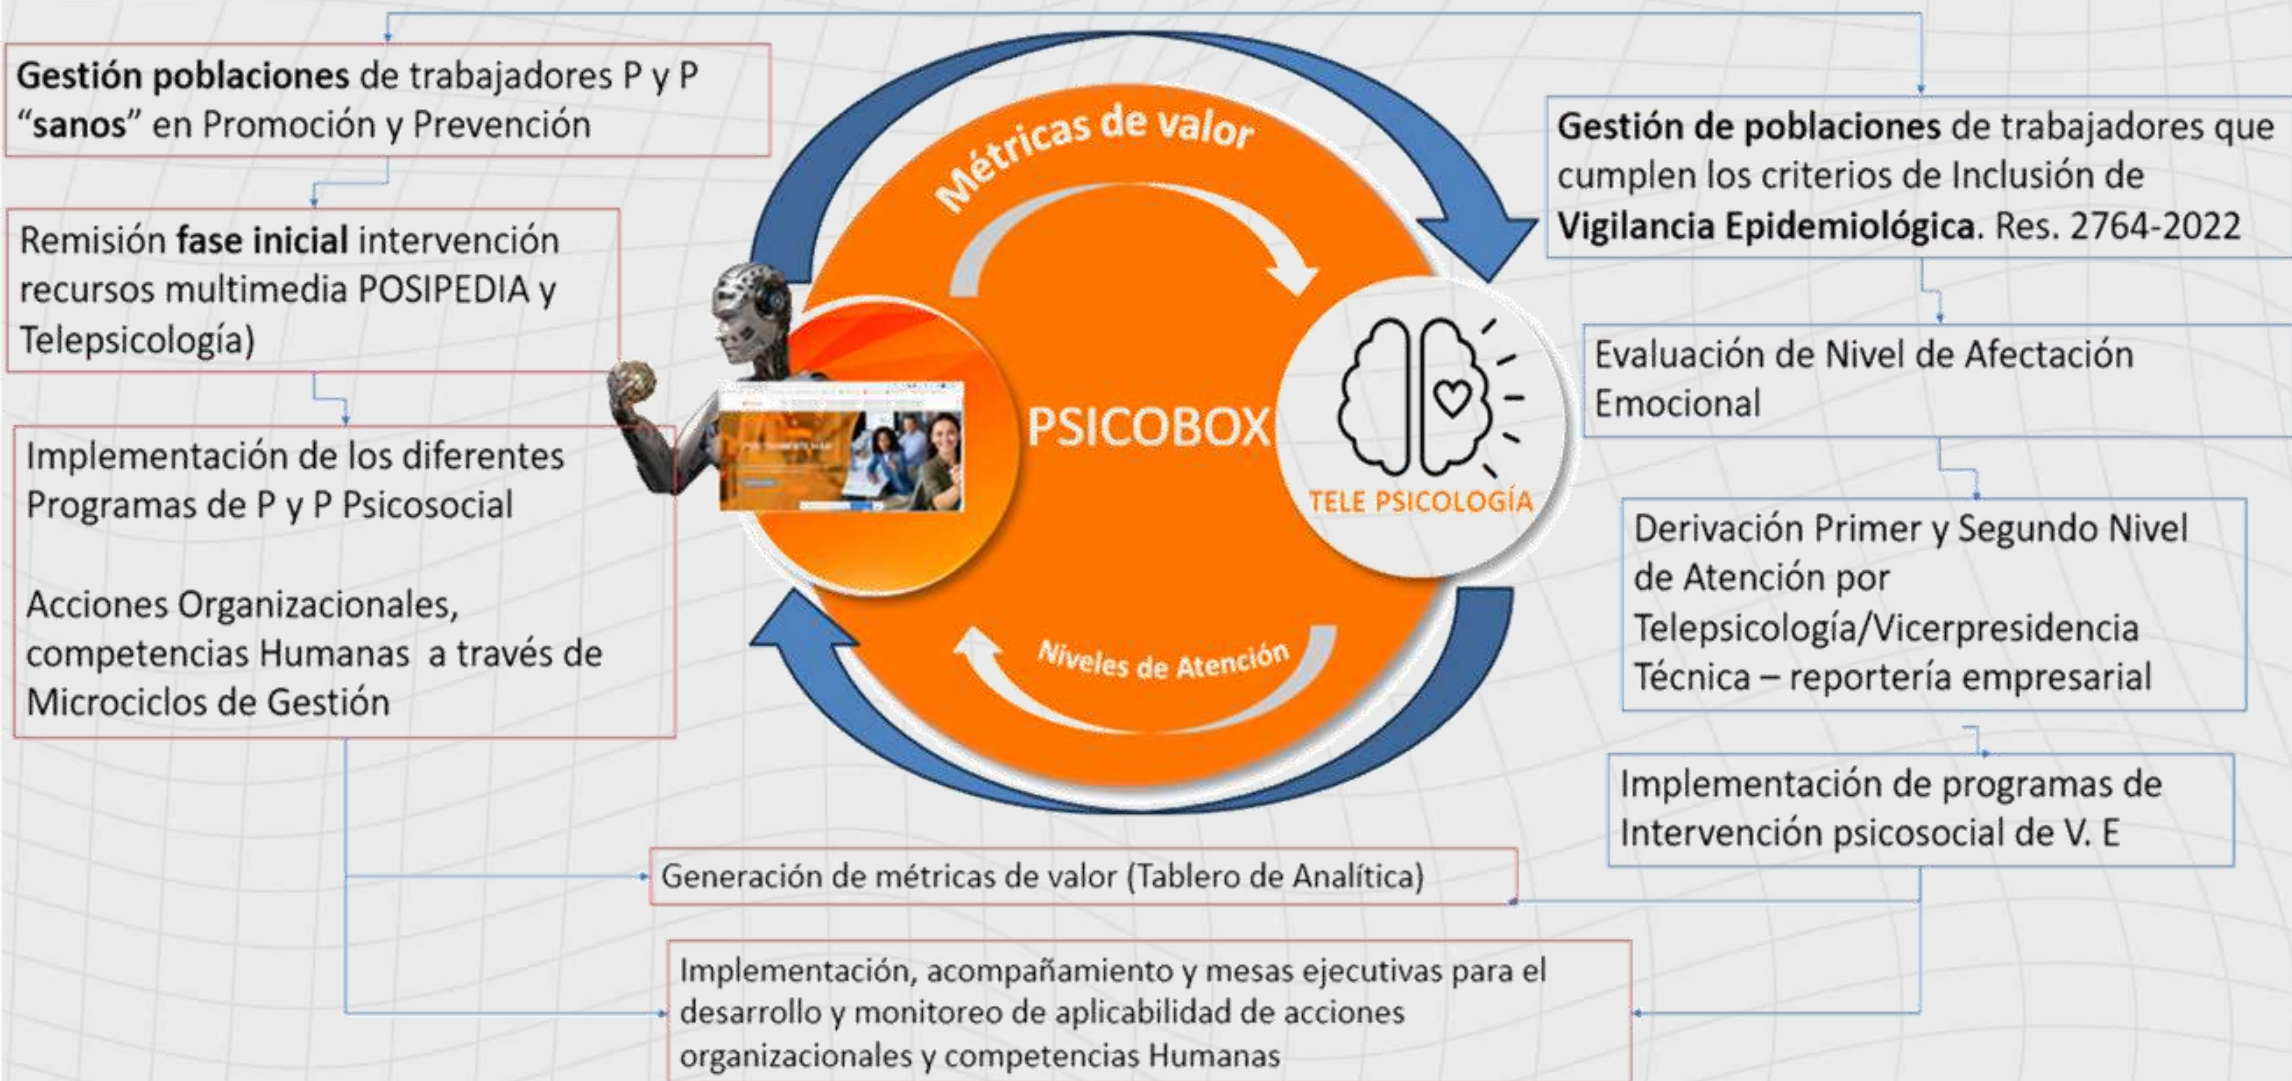 Gestión poblaciones de trabajadores P y P
“sanos” en Promoción y Prevención
Remisión fase inicial intervención
recursos multimedia POSIPEDIA y
Telepsicología)
Implementación de los diferentes
Programas de P y P Psicosocial
Acciones Organizacionales,
competencias Humanas a través de
Microciclos de Gestión
Métricas de valor
PSICOBOX
TELE PSICOLOGÍA
Niveles de Atención
Gestión de poblaciones de trabajadores que
cumplen los criterios de Inclusión de
Vigilancia Epidemiológica. Res. 2764-2022
Evaluación de Nivel de Afectación
Emocional
Derivación Primer y Segundo Nivel
de Atención por
Telepsicología/Vicerpresidencia
Técnica – reportería empresarial
Implementación de programas de
Intervención psicosocial de V. E
Generación de métricas de valor (Tablero de Analítica)
Implementación, acompañamiento y mesas ejecutivas para el
desarrollo y monitoreo de aplicabilidad de acciones
organizacionales y competencias Humanas